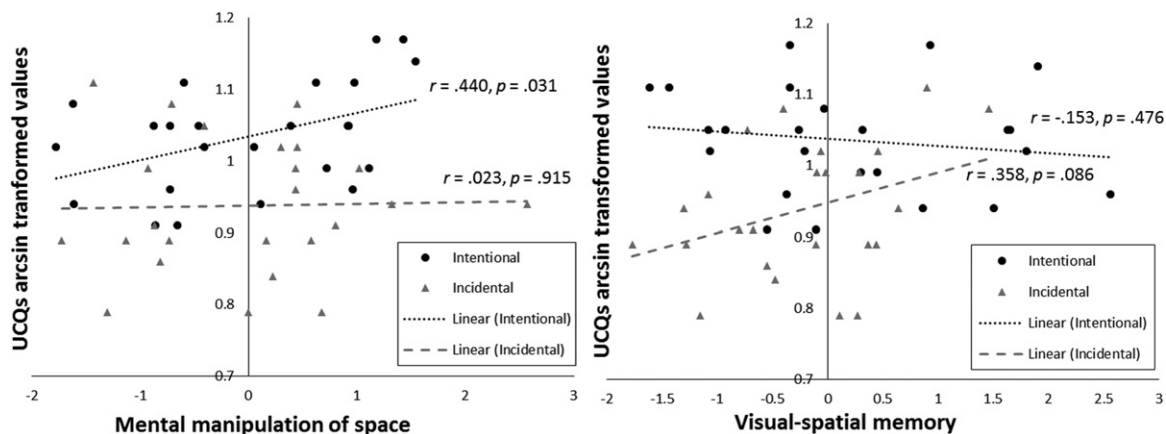 UCQs arcsin tranformed values
1.2
1.1
1
0.9
0.8
0.7
-2
-1
0
1
2
3
r = .440, p = .031
r = .023, p = .915
Intentional
Incidental
Linear (Intentional)
Linear (Incidental)
Mental manipulation of space
UCQs arcsin transformed values
1.2
1.1
1
0.9
0.8
0.7
-2
-1.5
-1
-0.5
0
0.5
1
1.5
2
2.5
3
r = -.153, p = .476
r = .358, p = .086
Intentional
Incidental
Linear (Intentional)
Linear (Incidental)
Visual-spatial memory